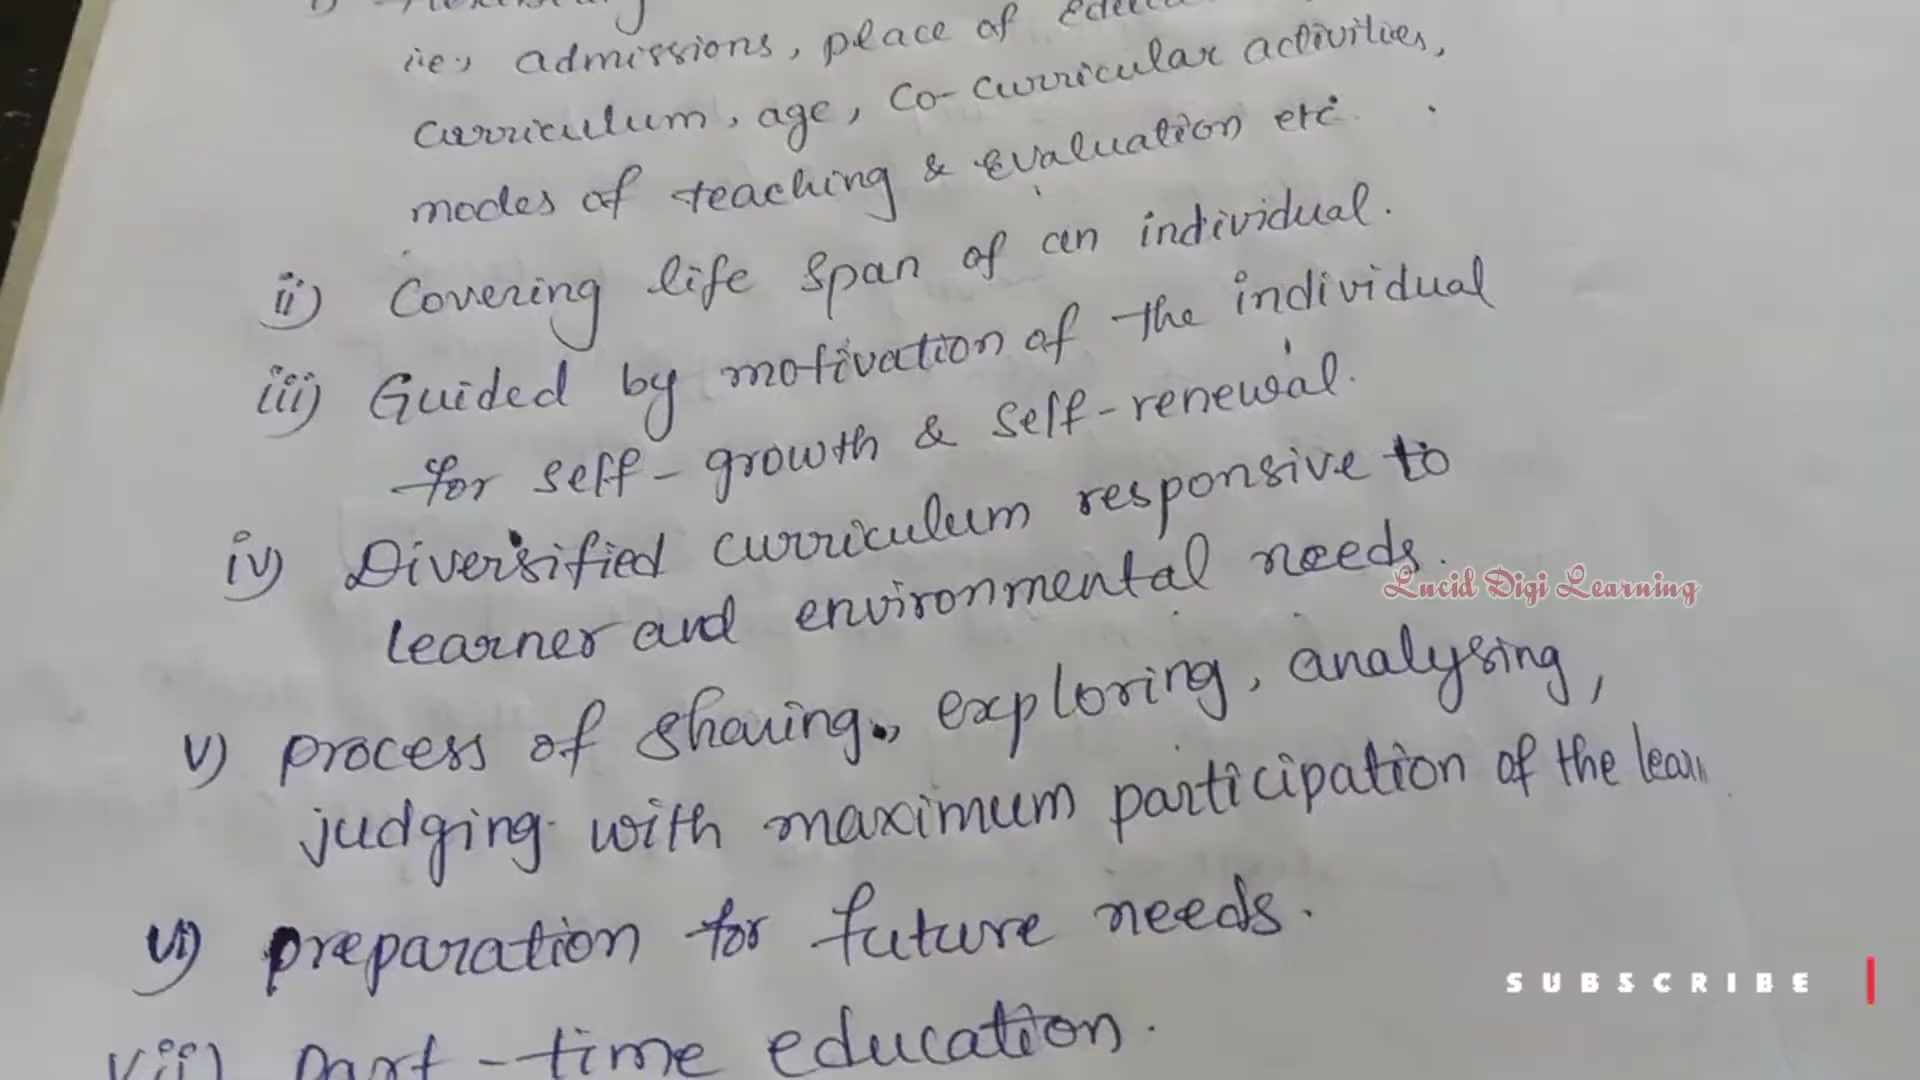 i.e., admissions, place of
curriculum, age, co-curricular activities,
modes of teaching & evaluation etc.
ii) Covering life span of an individual.
iii) Guided by motivation of the individual
for self-growth & self-renewal.
iv) Diversified curriculum responsive to
learner and environmental needs.
Lucid Digi Learning
v) process of sharing, exploring, analysing,
judging with maximum participation of the
vi) preparation for future needs.
SUBSCRIBE
vii) part-time education.